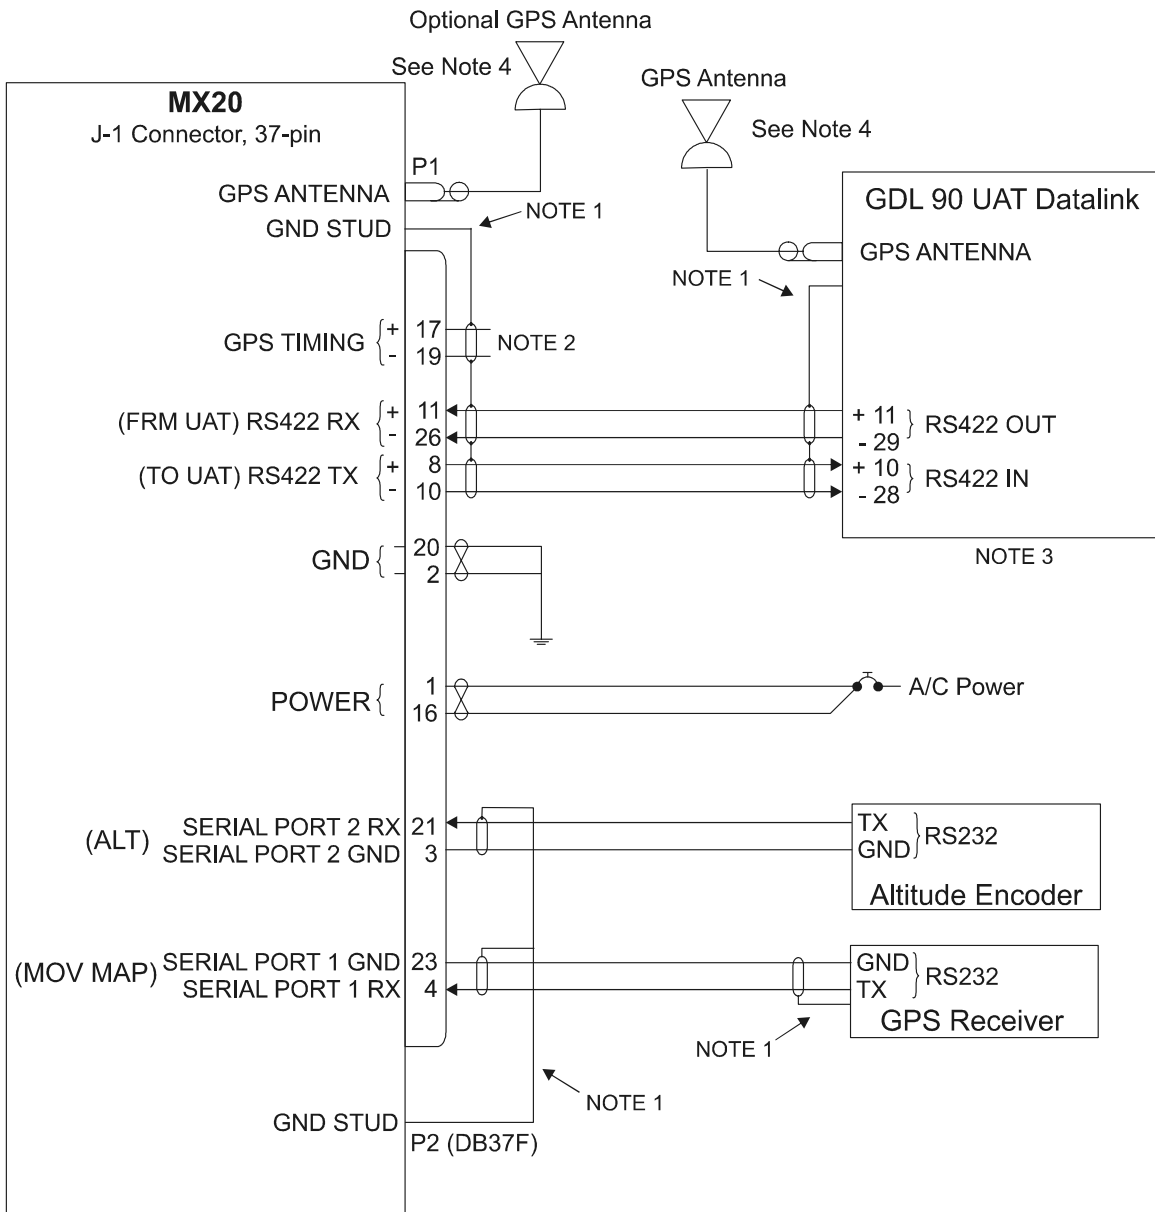 Optional GPS Antenna
See Note 4
GPS Antenna
See Note 4
MX20
J-1 Connector, 37-pin
P1
GPS ANTENNA
GND STUD
NOTE 1
GDL 90 UAT Datalink
GPS ANTENNA
NOTE 1
GPS TIMING { + 17
- 19
NOTE 2
(FRM UAT) RS422 RX { + 11
- 26
+ 11
- 29 } RS422 OUT
(TO UAT) RS422 TX { + 8
- 10
+ 10
- 28 } RS422 IN
NOTE 3
GND { 20
2
POWER { 1
16
A/C Power
(ALT)
SERIAL PORT 2 RX 21
SERIAL PORT 2 GND 3
TX
GND } RS232
Altitude Encoder
(MOV MAP)
SERIAL PORT 1 GND 23
SERIAL PORT 1 RX 4
GND
TX } RS232
GPS Receiver
NOTE 1
NOTE 1
GND STUD
P2 (DB37F)